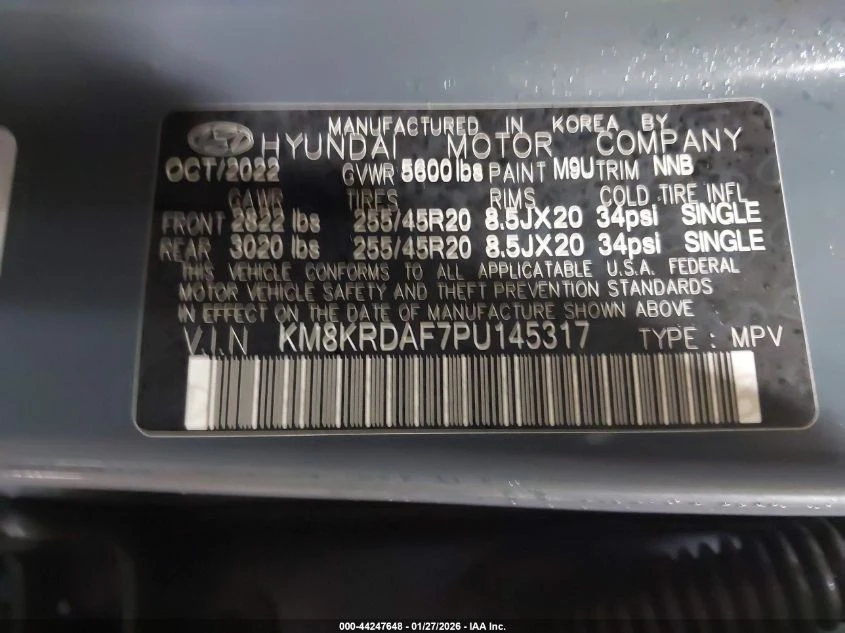 MANUFACTURED IN KOREA BY
HYUNDAI MOTOR COMPANY
OCT/2022 GVWR 5600 lbs PAINT M9U TRIM NNB
GAWR TIRES RIMS COLD TIRE INFL
FRONT 2822 lbs 255/45R20 8.5JX20 34psi SINGLE
REAR 3020 lbs 255/45R20 8.5JX20 34psi SINGLE
THIS VEHICLE CONFORMS TO ALL APPLICATABLE U.S.A. FEDERAL
MOTOR VEHICLE SAFETY AND THEFT PREVENTION STANDARDS
IN EFFECT ON THE DATE OF MANUFACTURE SHOWN ABOVE.
V.I.N KM8KRDAF7PU145317 TYPE : MPV
000-44247648 - 01/27/2026 - IAA Inc.